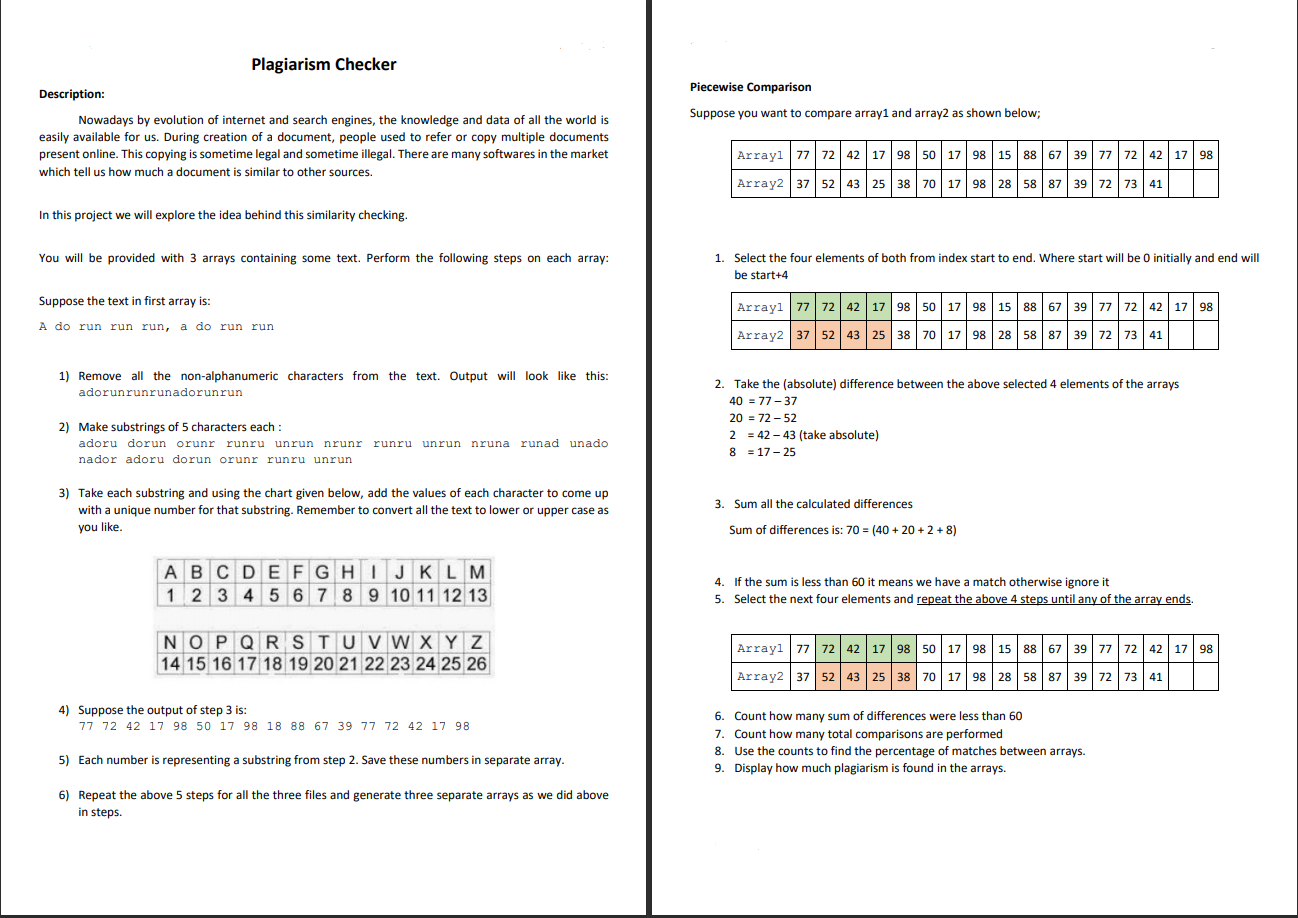 Plagiarism Checker
Description:
Nowadays by evolution of internet and search engines, the knowledge and data of all the world is
easily available for us. During creation of a document, people used to refer or copy multiple documents
present online. This copying is sometime legal and sometime illegal. There are many softwares in the market
which tell us how much a document is similar to other sources.
In this project we will explore the idea behind this similarity checking.
You will be provided with 3 arrays containing some text. Perform the following steps on each array:
Suppose the text in first array is:
A do run run run, a do run run
1) Remove all the non-alphanumeric characters from the text. Output will look like this:
adorunrunrunadorunrun
2) Make substrings of 5 characters each :
adoru dorun orunr runru unrun nrunr runru unrun nruna runad unado
nador adoru dorun orunr runru unrun
3) Take each substring and using the chart given below, add the values of each character to come up
with a unique number for that substring. Remember to convert all the text to lower or upper case as
you like.
A B C D E F G H I J K L M
1 2 3 4 5 6 7 8 9 10 11 12 13
N O P Q R S T U V W X Y Z
14 15 16 17 18 19 20 21 22 23 24 25 26
4) Suppose the output of step 3 is:
77 72 42 17 98 50 17 98 18 88 67 39 77 72 42 17 98
5) Each number is representing a substring from step 2. Save these numbers in separate array.
6) Repeat the above 5 steps for all the three files and generate three separate arrays as we did above
in steps.
Piecewise Comparison
Suppose you want to compare array1 and array2 as shown below;
Array1 77 72 42 17 98 50 17 98 15 88 67 39 77 72 42 17 98
Array2 37 52 43 25 38 70 17 98 28 58 87 39 72 73 41
1. Select the four elements of both from index start to end. Where start will be 0 initially and end will
be start+4
Array1 77 72 42 17 98 50 17 98 15 88 67 39 77 72 42 17 98
Array2 37 52 43 25 38 70 17 98 28 58 87 39 72 73 41
2. Take the (absolute) difference between the above selected 4 elements of the arrays
40 = 77 – 37
20 = 72 – 52
2 = 42 – 43 (take absolute)
8 = 17 – 25
3. Sum all the calculated differences
Sum of differences is: 70 = (40 + 20 + 2 + 8)
4. If the sum is less than 60 it means we have a match otherwise ignore it
5. Select the next four elements and repeat the above 4 steps until any of the array ends.
Array1 77 72 42 17 98 50 17 98 15 88 67 39 77 72 42 17 98
Array2 37 52 43 25 38 70 17 98 28 58 87 39 72 73 41
6. Count how many sum of differences were less than 60
7. Count how many total comparisons are performed
8. Use the counts to find the percentage of matches between arrays.
9. Display how much plagiarism is found in the arrays.